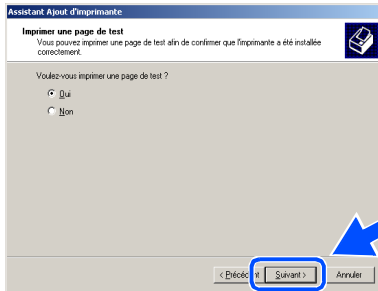 Assistant Ajout d'imprimante
Imprimer une page de test
Vous pouvez imprimer une page de test afin de confirmer que l'imprimante a été installée
correctement.
Voulez-vous imprimer une page de test ?
Oui
Non
< Précédent Suivant > Annuler